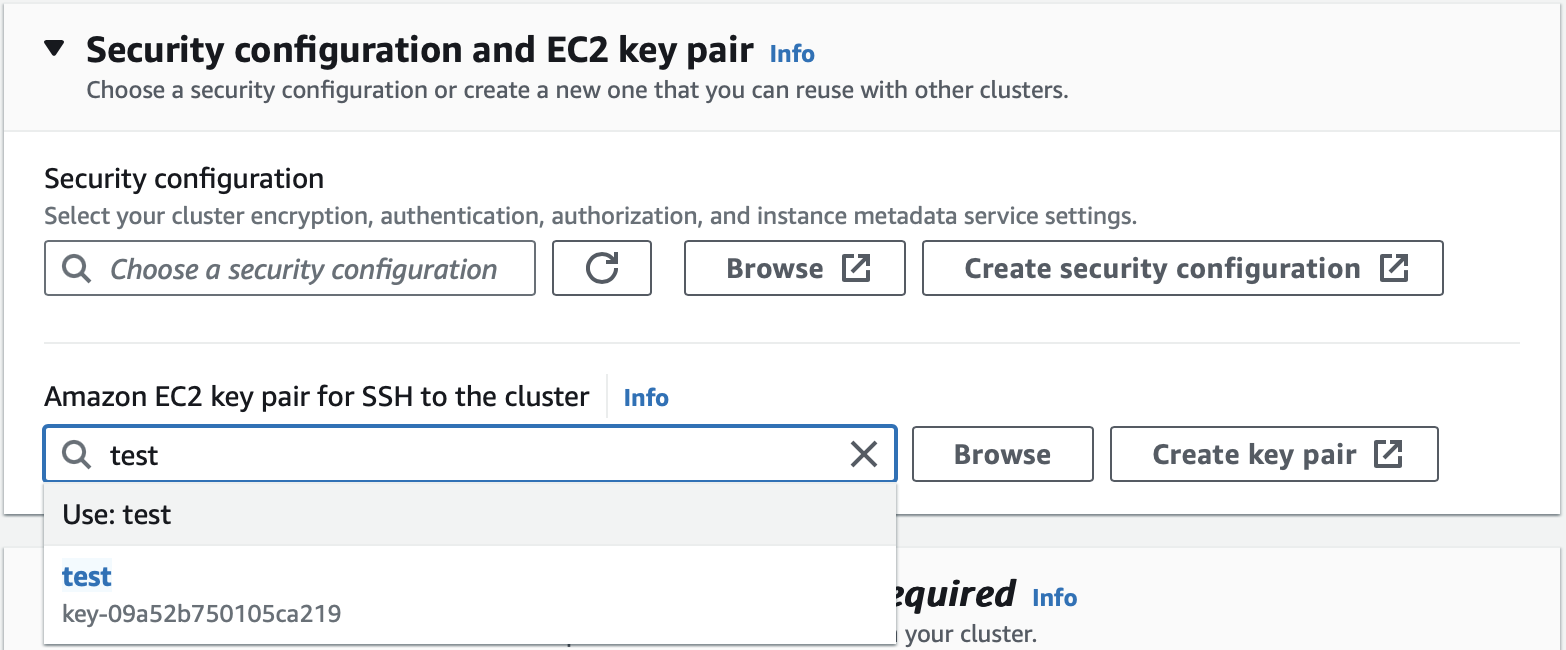 Security configuration and EC2 key pair Info
Choose a security configuration or create a new one that you can reuse with other clusters.
Security configuration
Select your cluster encryption, authentication, authorization, and instance metadata service settings.
Choose a security configuration Browse Create security configuration
Amazon EC2 key pair for SSH to the cluster Info
test Browse Create key pair
Use: test
test
key-09a52b750105ca219
equired Info
your cluster.